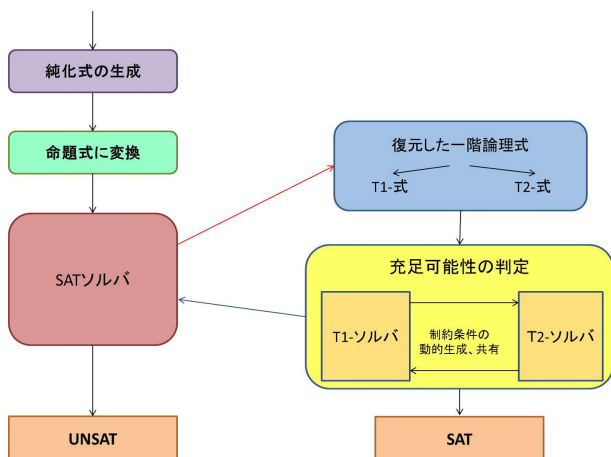 純化式の生成
命題式に変換
SATソルバ
UNSAT
復元した一階論理式
T1-式
T2-式
充足可能性の判定
T1-ソルバ
制約条件の
動的生成、共有
T2-ソルバ
SAT